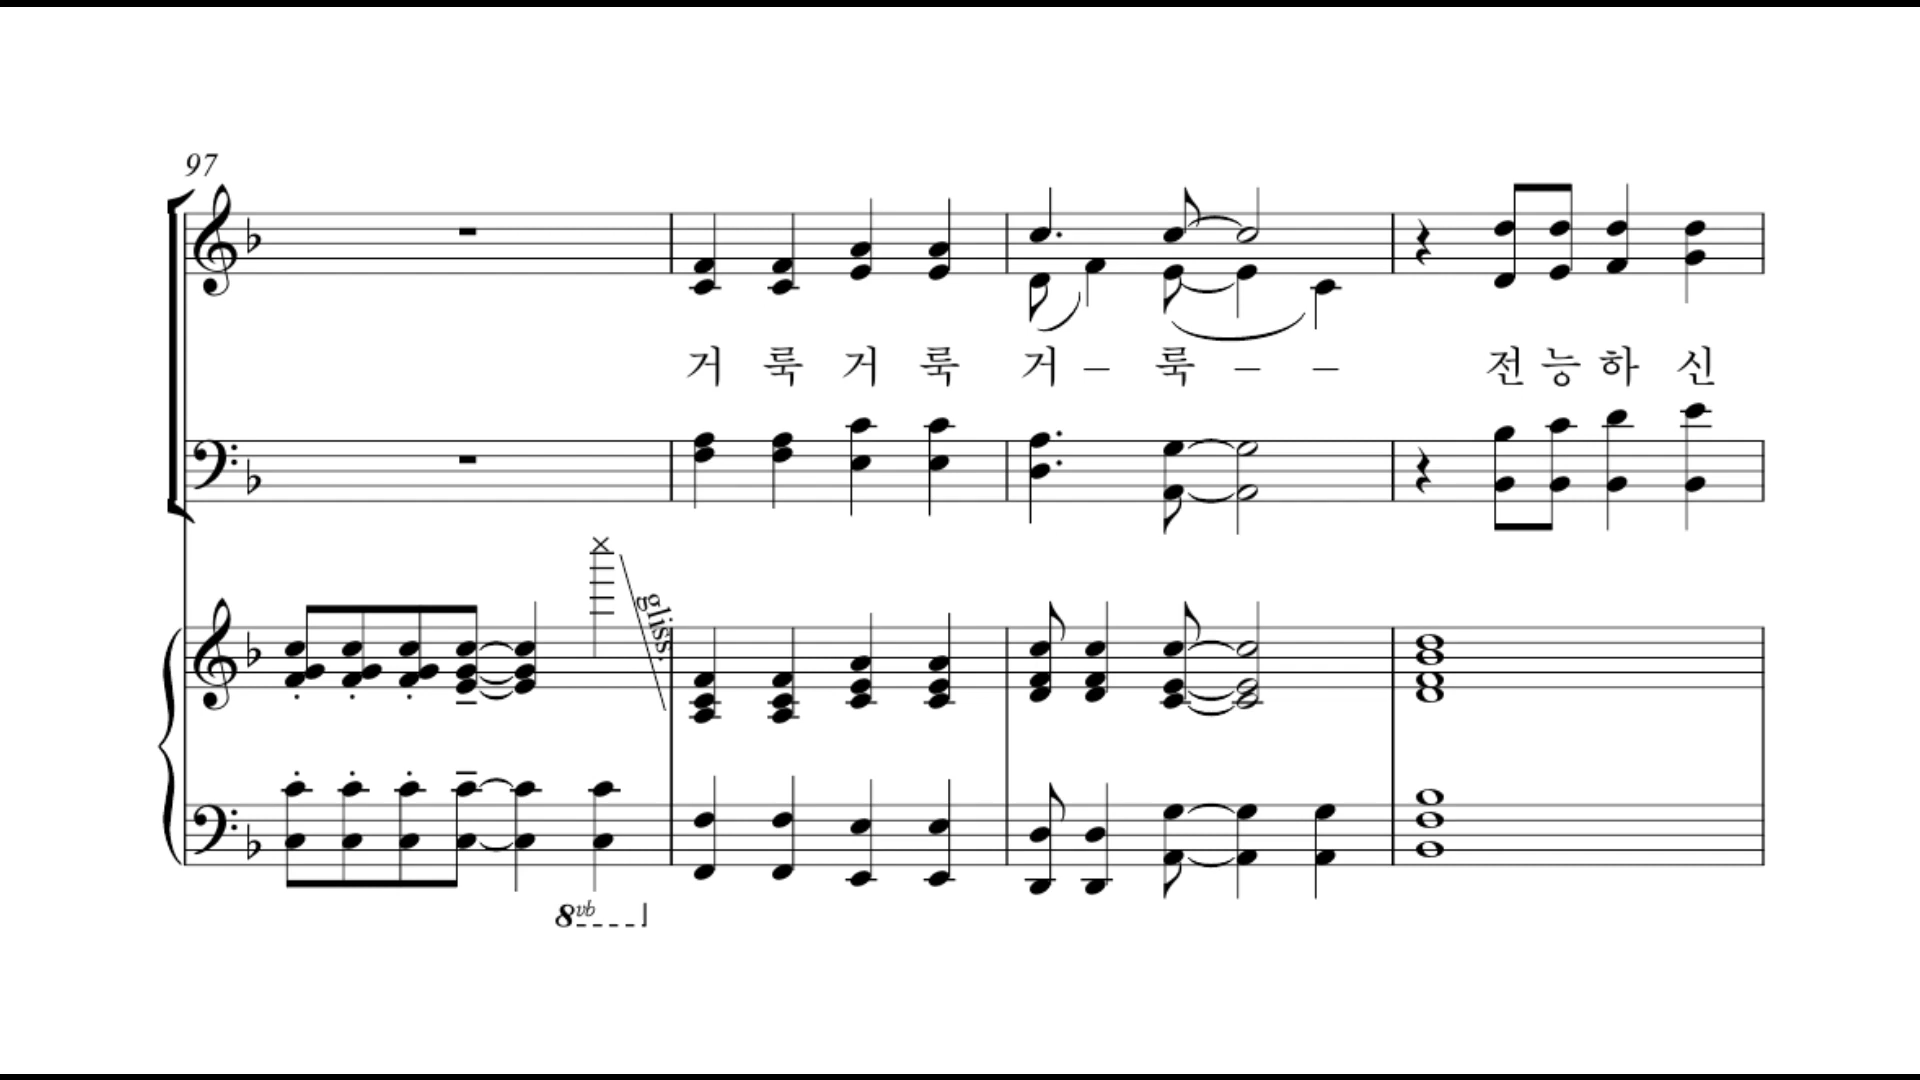 97
거 룩 거 룩 거 – 룩 – – 전 능 하 신
gliss.
8vb